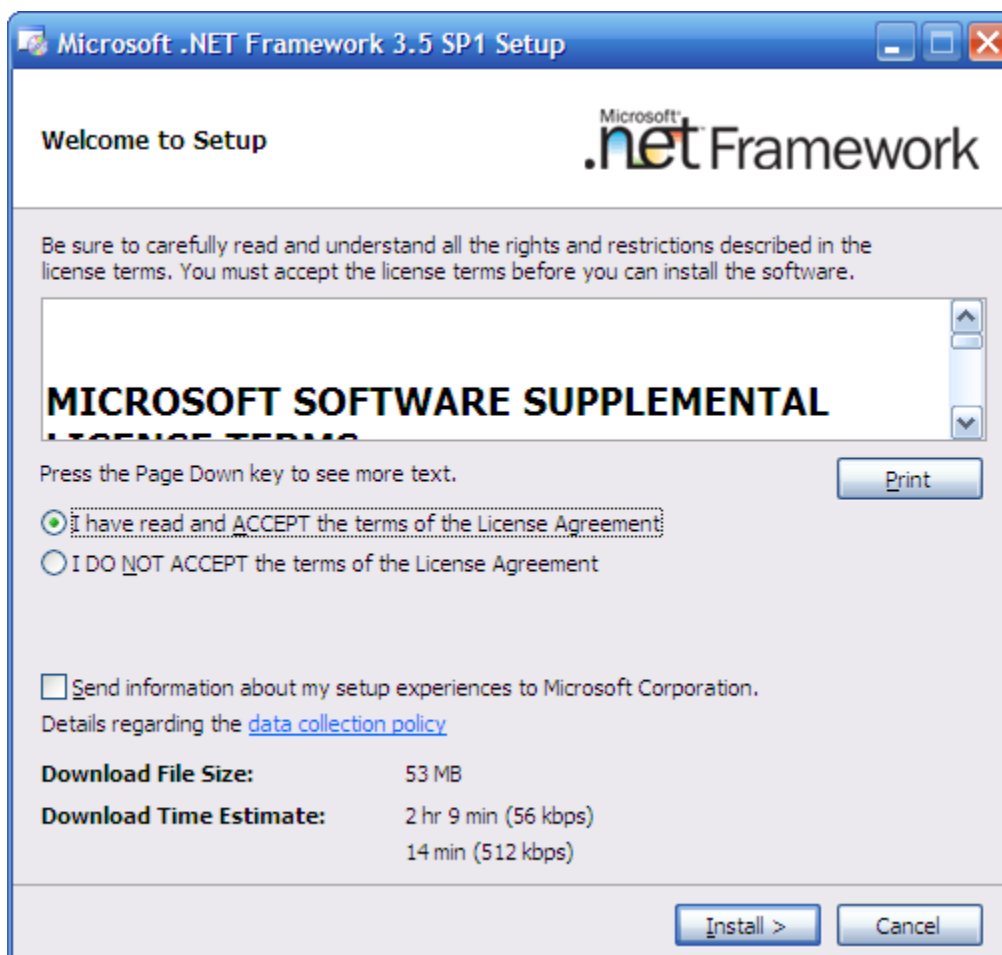 Microsoft .NET Framework 3.5 SP1 Setup
Welcome to Setup
Microsoft
.net Framework
Be sure to carefully read and understand all the rights and restrictions described in the
license terms. You must accept the license terms before you can install the software.
MICROSOFT SOFTWARE SUPPLEMENTAL
LICENSE TERMS
Press the Page Down key to see more text.
Print
I have read and ACCEPT the terms of the License Agreement
I DO NOT ACCEPT the terms of the License Agreement
Send information about my setup experiences to Microsoft Corporation.
Details regarding the data collection policy
Download File Size: 53 MB
Download Time Estimate: 2 hr 9 min (56 kbps)
14 min (512 kbps)
Install > Cancel